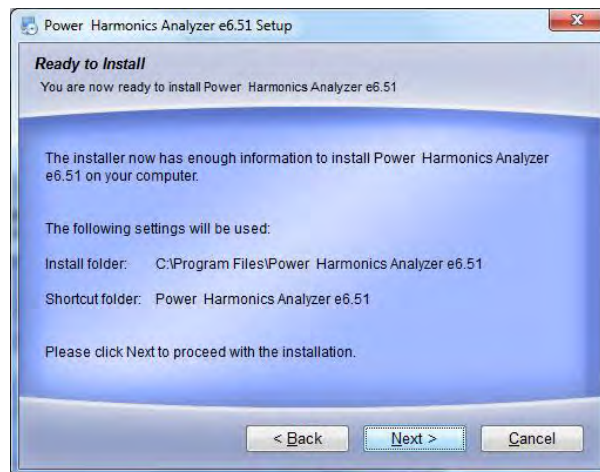 Power Harmonics Analyzer e6.51 Setup
Ready to Install
You are now ready to install Power Harmonics Analyzer e6.51
The installer now has enough information to install Power Harmonics Analyzer
e6.51 on your computer.
The following settings will be used:
Install folder: C:\Program Files\Power Harmonics Analyzer e6.51
Shortcut folder: Power Harmonics Analyzer e6.51
Please click Next to proceed with the installation.
< Back Next > Cancel